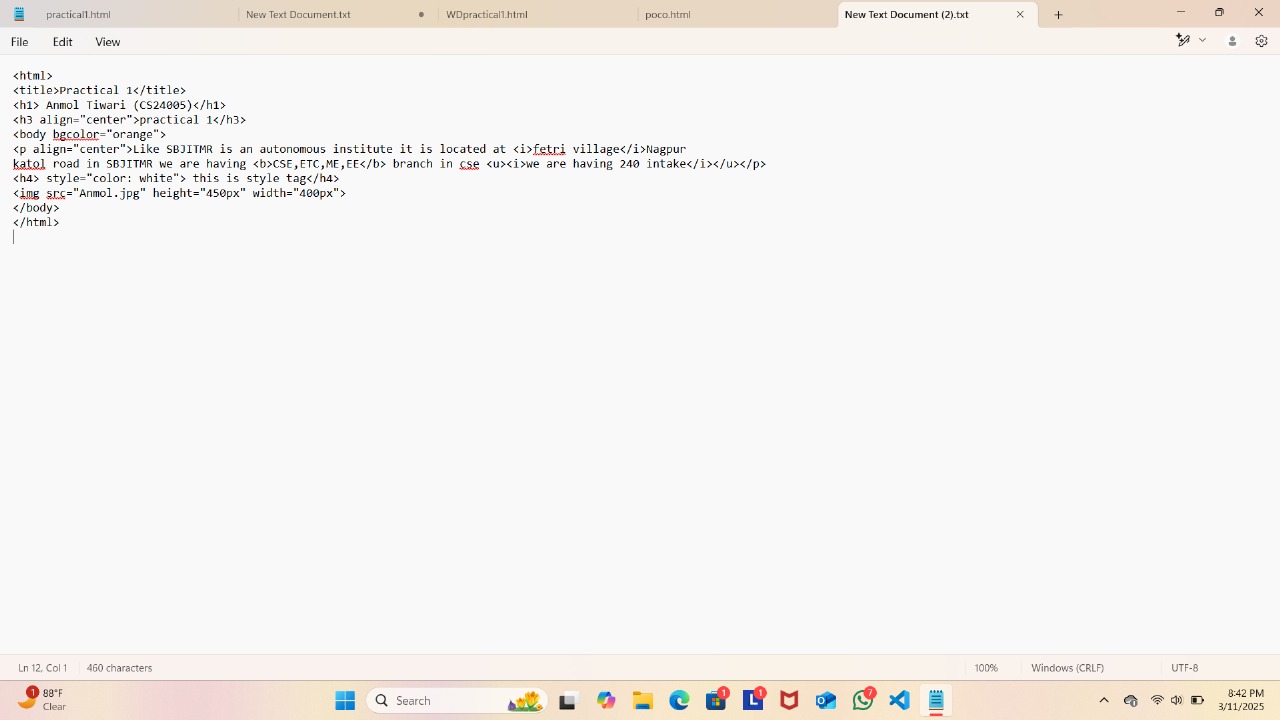 practical1.html New Text Document.txt WDpractical1.html poco.html New Text Document (2).txt
File Edit View
<html>
<title>Practical 1</title>
<h1> Anmol Tiwari (CS24005)</h1>
<h3 align="center">practical 1</h3>
<body bgcolor="orange">
<p align="center">Like SBJITMR is an autonomous institute it is located at <i>fetri village</i>Nagpur
katol road in SBJITMR we are having <b>CSE,ETC,ME,EE</b> branch in cse <u><i>we are having 240 intake</i></u></p>
<h4> style="color: white"> this is style tag</h4>
<img src="Anmol.jpg" height="450px" width="400px">
</body>
</html>
Ln 12, Col 1 460 characters 100% Windows (CRLF) UTF-8
1 88°F Search 1 1 7 3:42 PM
Clear 3/11/2025